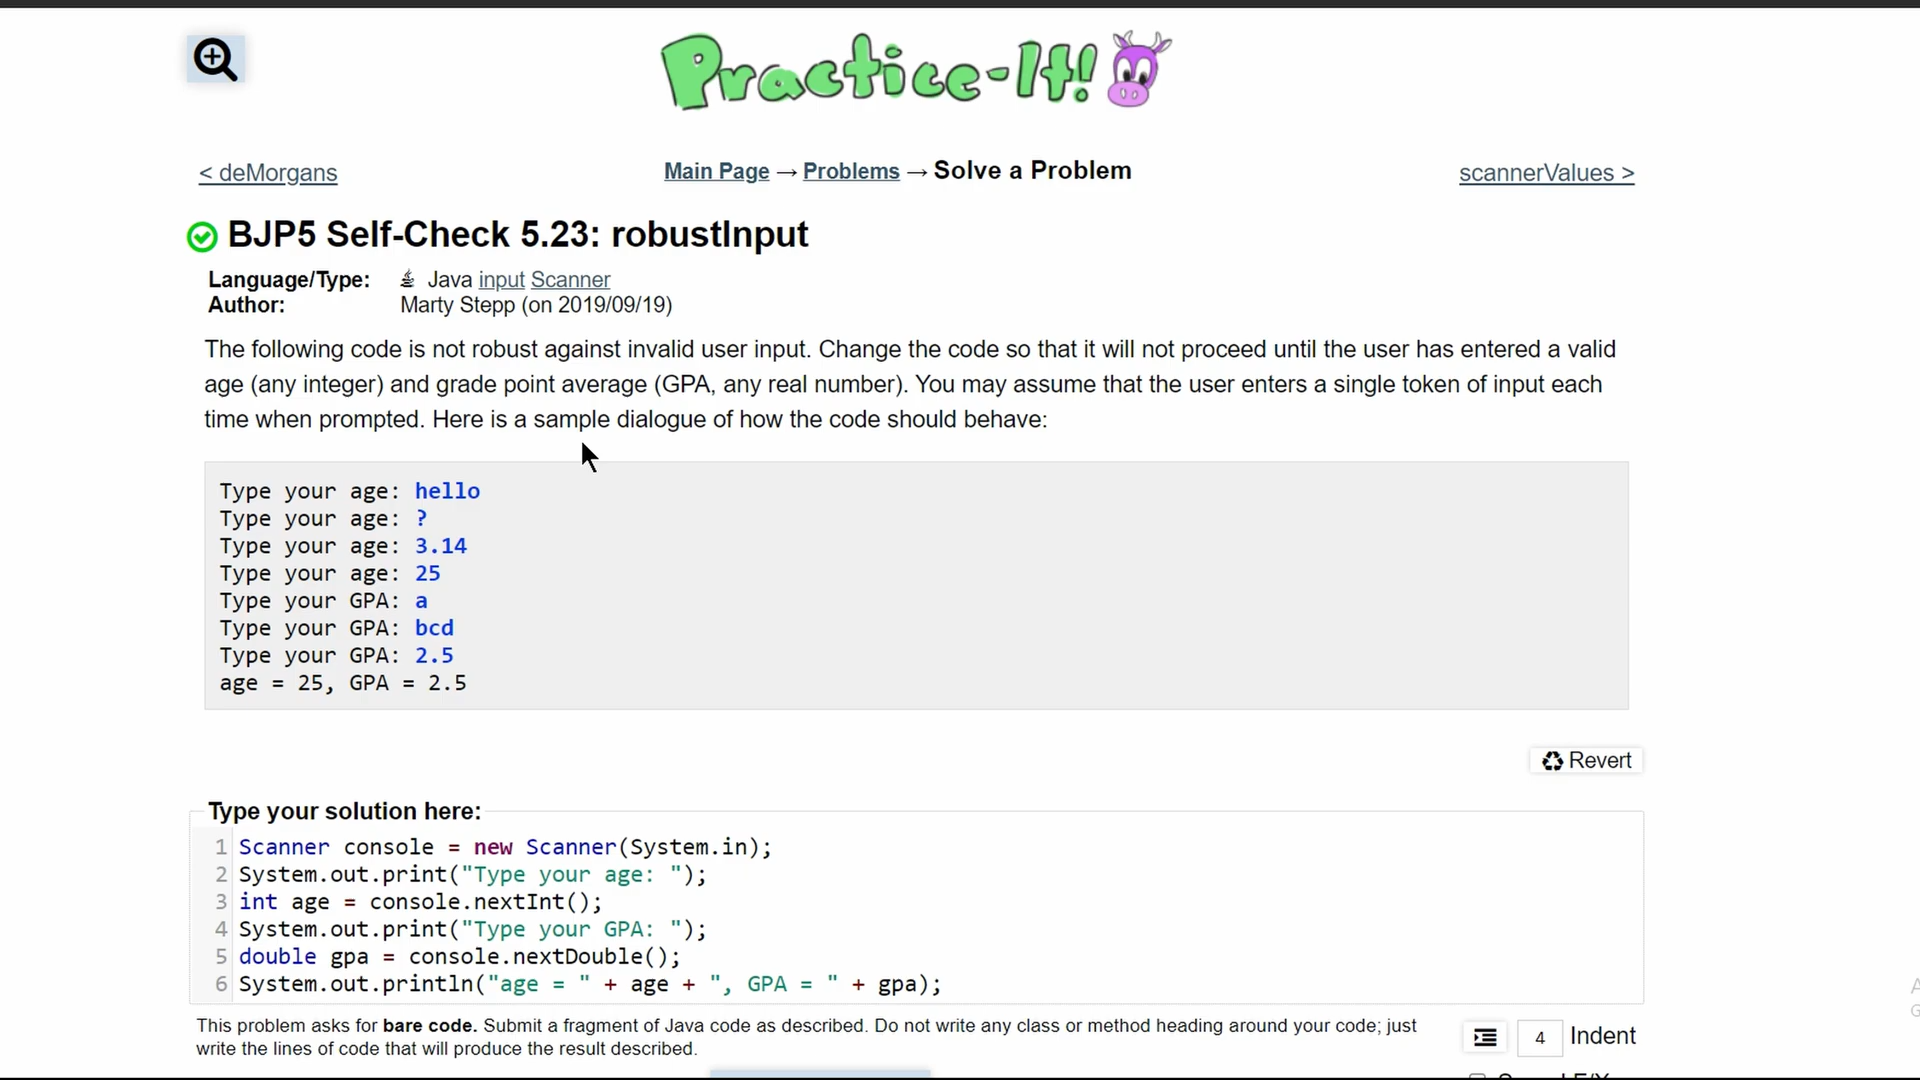 Practice-It!
< deMorgans
Main Page → Problems → Solve a Problem
scannerValues >
BJP5 Self-Check 5.23: robustInput
Language/Type: Java input Scanner
Author: Marty Stepp (on 2019/09/19)
The following code is not robust against invalid user input. Change the code so that it will not proceed until the user has entered a valid
age (any integer) and grade point average (GPA, any real number). You may assume that the user enters a single token of input each
time when prompted. Here is a sample dialogue of how the code should behave:
Type your age: hello
Type your age: ?
Type your age: 3.14
Type your age: 25
Type your GPA: a
Type your GPA: bcd
Type your GPA: 2.5
age = 25, GPA = 2.5
Revert
Type your solution here:
1 Scanner console = new Scanner(System.in);
2 System.out.print("Type your age: ");
3 int age = console.nextInt();
4 System.out.print("Type your GPA: ");
5 double gpa = console.nextDouble();
6 System.out.println("age = " + age + ", GPA = " + gpa);
This problem asks for bare code. Submit a fragment of Java code as described. Do not write any class or method heading around your code; just
write the lines of code that will produce the result described.
4 Indent